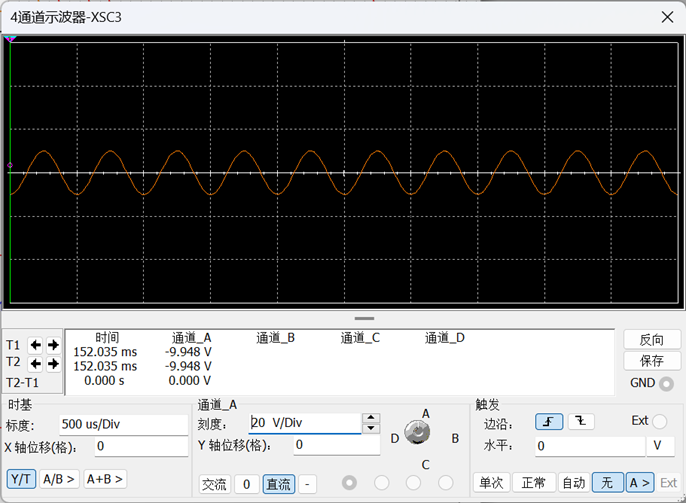 4通道示波器-XSC3
时间 通道_A 通道_B 通道_C 通道_D
T1 152.035 ms -9.948 V
T2 152.035 ms -9.948 V
T2-T1 0.000 s 0.000 V
反向
保存
GND
时基
标度: 500 us/Div
X 轴位移(格): 0
Y/T A/B > A+B >
通道_A
刻度: 20 V/Div
Y 轴位移(格): 0
交流 0 直流 -
A
D B
C
触发
边沿: Ext
水平: 0 V
单次 正常 自动 无 A > Ext